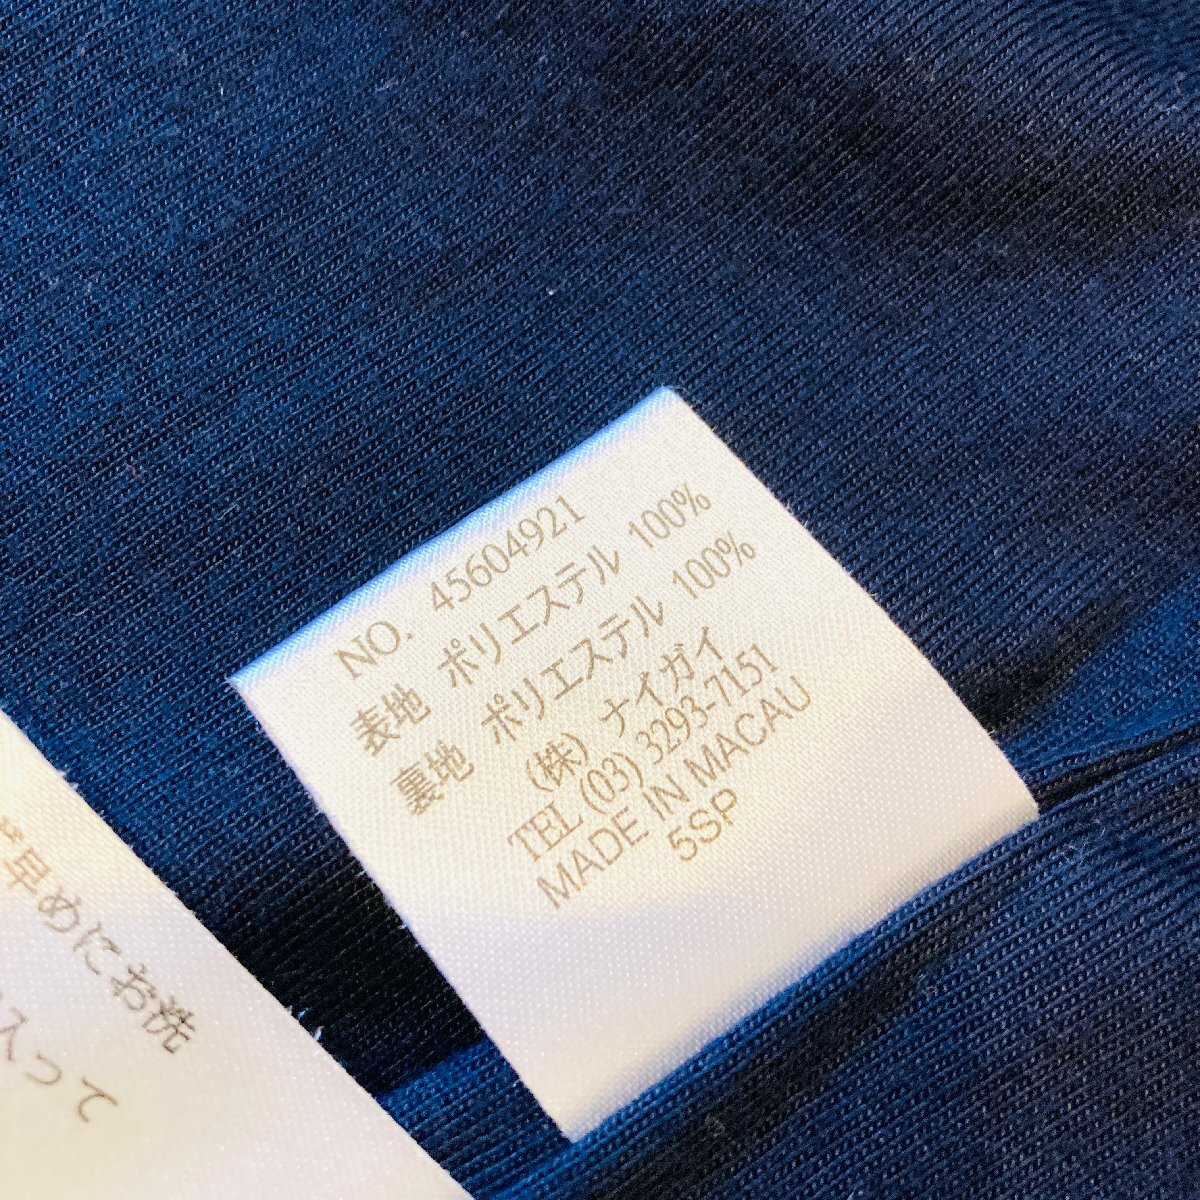 NO. 45604921
表地 ポリエステル 100%
裏地 ポリエステル 100%
(株) ナイガイ
TEL (03) 3293-7151
MADE IN MACAU
5SP
早めにお洗
入って